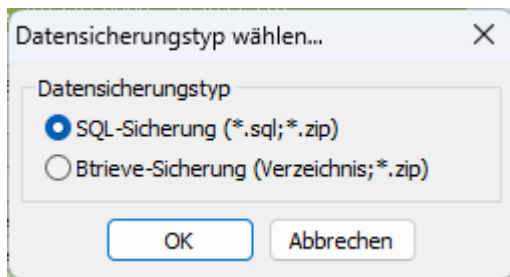 Datensicherungstyp wählen...
Datensicherungstyp
SQL-Sicherung (*.sql;*.zip)
Btrieve-Sicherung (Verzeichnis;*.zip)
OK Abbrechen